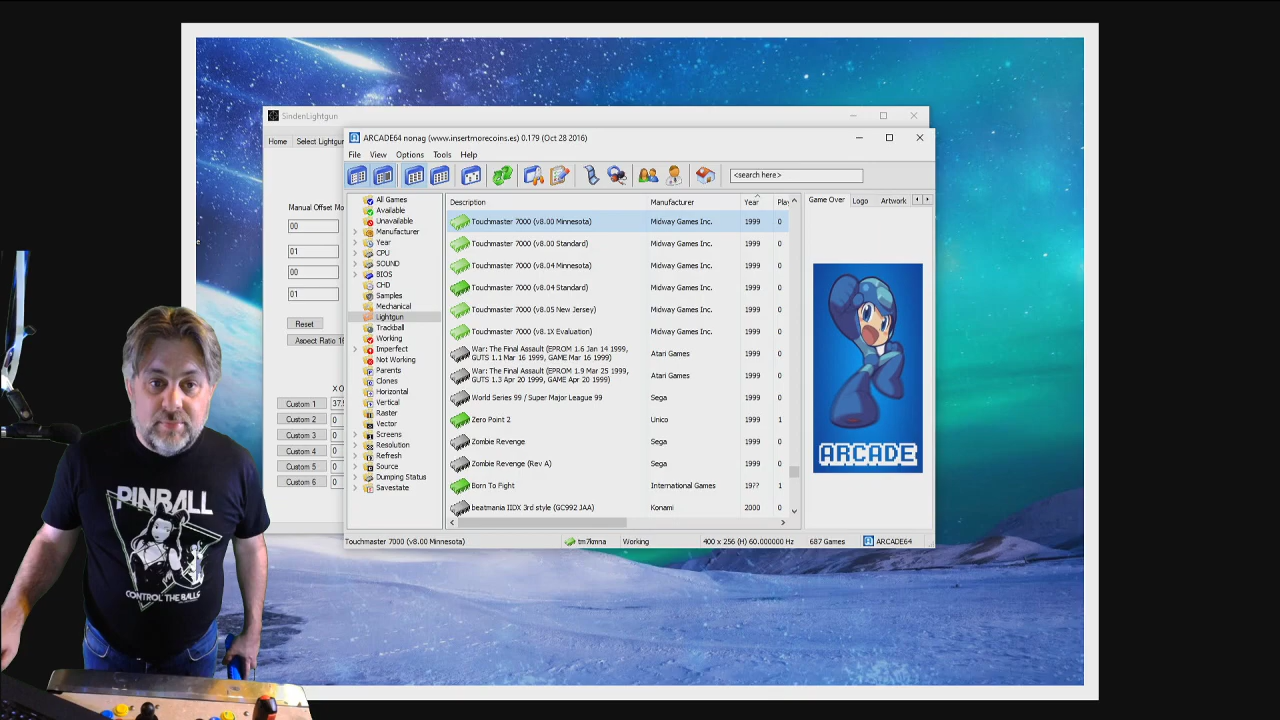 SindenLightgun
Home Select Lightgun
Manual Offset Mo
00
01
00
01
Reset
Aspect Ratio 16
X O
Custom 1 37.5
Custom 2 0
Custom 3 0
Custom 4 0
Custom 5 0
Custom 6 0
ARCADE64 nonag (www.insertmorecoins.es) 0.179 (Oct 28 2016)
File View Options Tools Help
<search here>
All Games
Available
Unavailable
Manufacturer
Year
CPU
SOUND
BIOS
CHD
Samples
Mechanical
Lightgun
Trackball
Working
Imperfect
Not Working
Parents
Clones
Horizontal
Vertical
Raster
Vector
Screens
Resolution
Refresh
Source
Dumping Status
Savestate
Description Manufacturer Year Play
Touchmaster 7000 (v8.00 Minnesota) Midway Games Inc. 1999 0
Touchmaster 7000 (v8.00 Standard) Midway Games Inc. 1999 0
Touchmaster 7000 (v8.04 Minnesota) Midway Games Inc. 1999 0
Touchmaster 7000 (v8.04 Standard) Midway Games Inc. 1999 0
Touchmaster 7000 (v8.05 New Jersey) Midway Games Inc. 1999 0
Touchmaster 7000 (v8.1X Evaluation) Midway Games Inc. 1999 0
War: The Final Assault (EPROM 1.6 Jan 14 1999,
GUTS 1.1 Mar 16 1999, GAME Mar 16 1999) Atari Games 1999 0
War: The Final Assault (EPROM 1.9 Mar 25 1999,
GUTS 1.3 Apr 20 1999, GAME Apr 20 1999) Atari Games 1999 0
World Series 99 / Super Major League 99 Sega 1999 0
Zero Point 2 Unico 1999 1
Zombie Revenge Sega 1999 0
Zombie Revenge (Rev A) Sega 1999 0
Born To Fight International Games 19?? 1
beatmania IIDX 3rd style (GC992 JAA) Konami 2000 0
Game Over Logo Artwork
ARCADE
Touchmaster 7000 (v8.00 Minnesota) tm7kmna Working 400 x 256 (H) 60.000000 Hz 687 Games ARCADE64
PINBALL
CONTROL THE BALLS